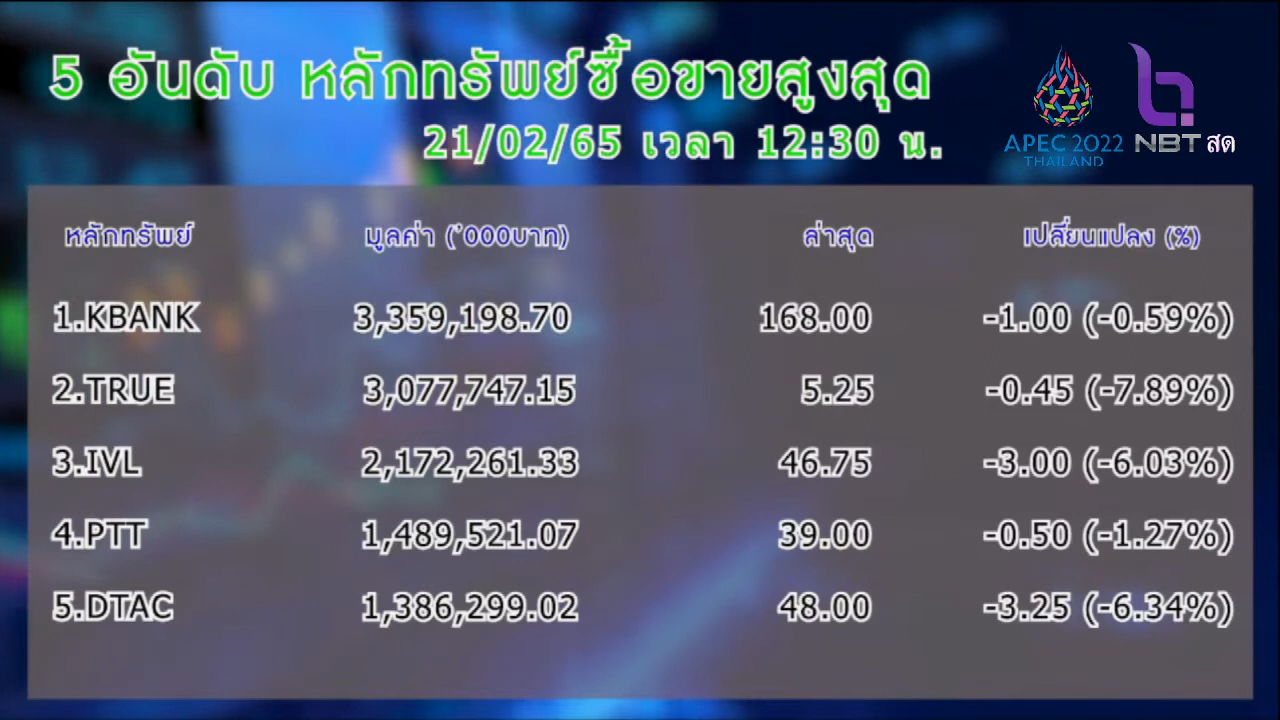 5 อันดับ หลักทรัพย์ซื้อขายสูงสุด
21/02/65 เวลา 12:30 น.
APEC 2022
THAILAND
NBT สด
หลักทรัพย์ มูลค่า ('000บาท) ล่าสุด เปลี่ยนแปลง (%)
1.KBANK 3,359,198.70 168.00 -1.00 (-0.59%)
2.TRUE 3,077,747.15 5.25 -0.45 (-7.89%)
3.IVL 2,172,261.33 46.75 -3.00 (-6.03%)
4.PTT 1,489,521.07 39.00 -0.50 (-1.27%)
5.DTAC 1,386,299.02 48.00 -3.25 (-6.34%)